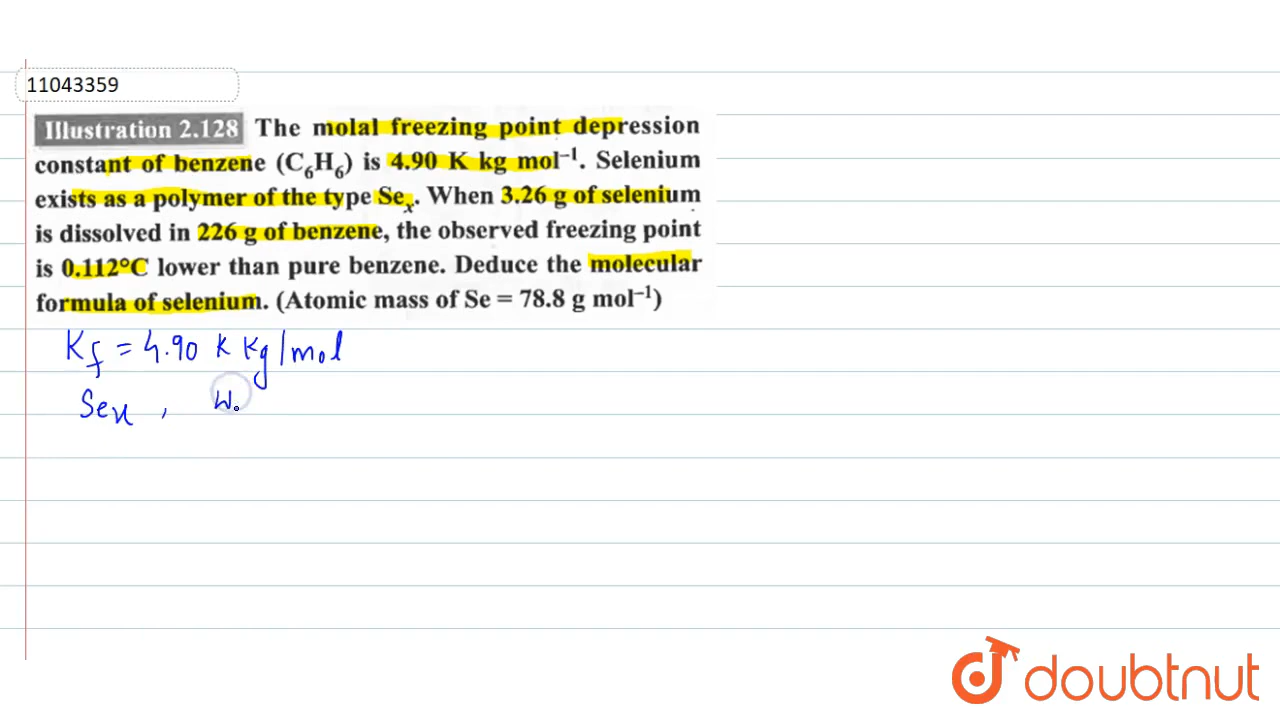 11043359
Illustration 2.128 The molal freezing point depression
constant of benzene (C₆H₆) is 4.90 K kg mol⁻¹. Selenium
exists as a polymer of the type Seₓ. When 3.26 g of selenium
is dissolved in 226 g of benzene, the observed freezing point
is 0.112°C lower than pure benzene. Deduce the molecular
formula of selenium. (Atomic mass of Se = 78.8 g mol⁻¹)
Kf = 4.90 K Kg/mol
Seₓ , W.
doubtnut